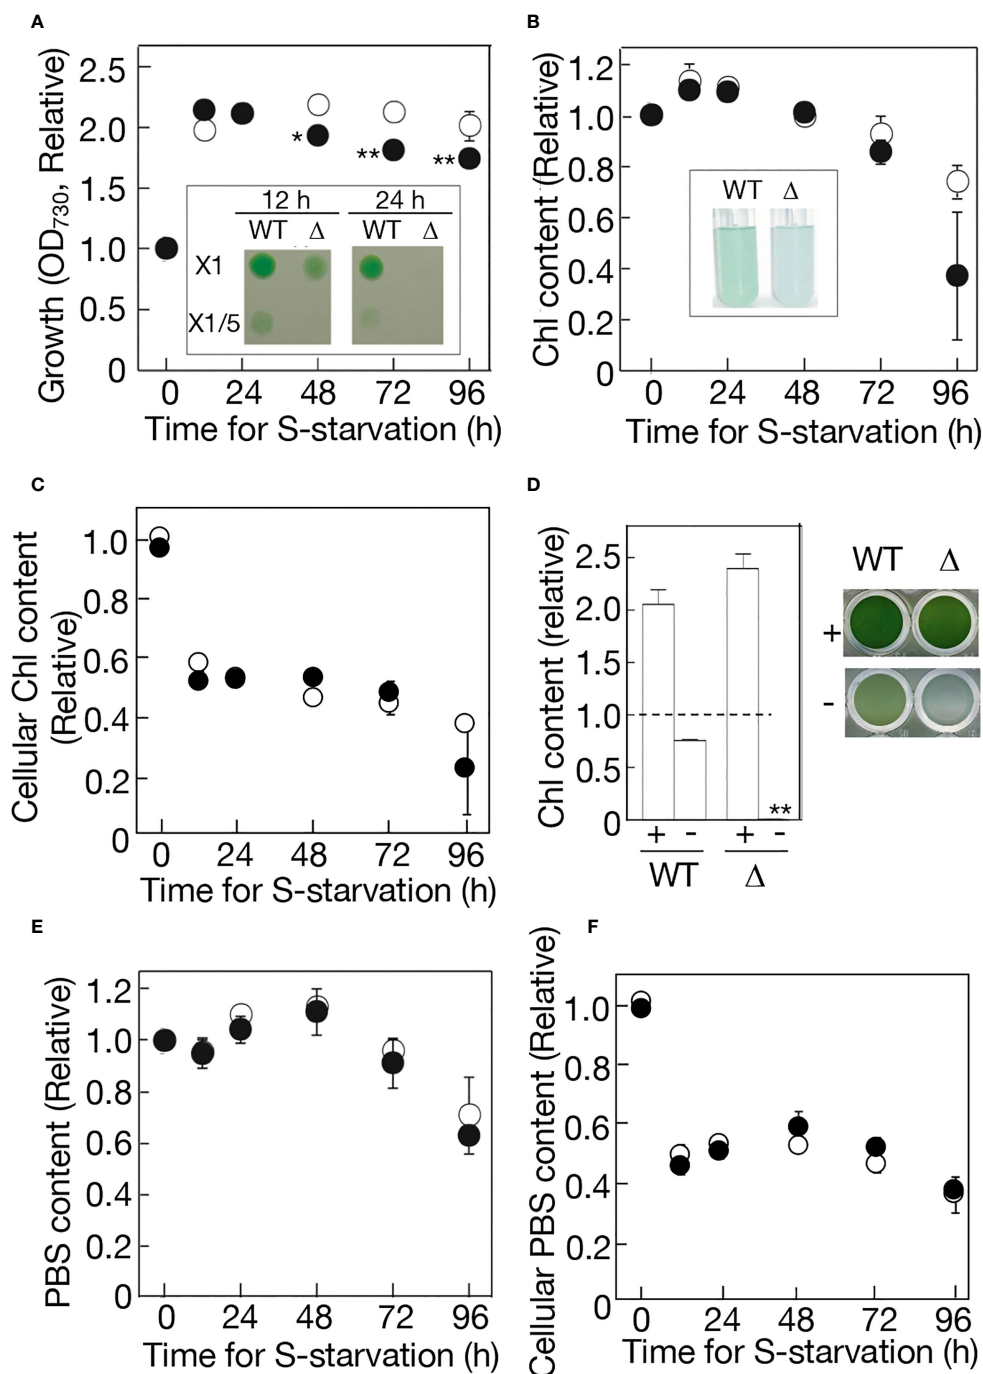 A
Growth (OD730, Relative)
2.5
2.0
1.5
1.0
0.5
0
*
**
**
12 h
24 h
WT Δ
WT Δ
X1
X1/5
0 24 48 72 96
Time for S-starvation (h)
B
Chl content (Relative)
1.2
1.0
0.8
0.6
0.4
0.2
0
WT Δ
0 24 48 72 96
Time for S-starvation (h)
C
Cellular Chl content
(Relative)
1.0
0.8
0.6
0.4
0.2
0
0 24 48 72 96
Time for S-starvation (h)
D
Chl content (relative)
2.5
2.0
1.5
1.0
0.5
0
**
+ - + -
WT Δ
WT Δ
+
-
E
PBS content (Relative)
1.2
1.0
0.8
0.6
0.4
0.2
0
0 24 48 72 96
Time for S-starvation (h)
F
Cellular PBS content (Relative)
1.0
0.8
0.6
0.4
0.2
0
0 24 48 72 96
Time for S-starvation (h)